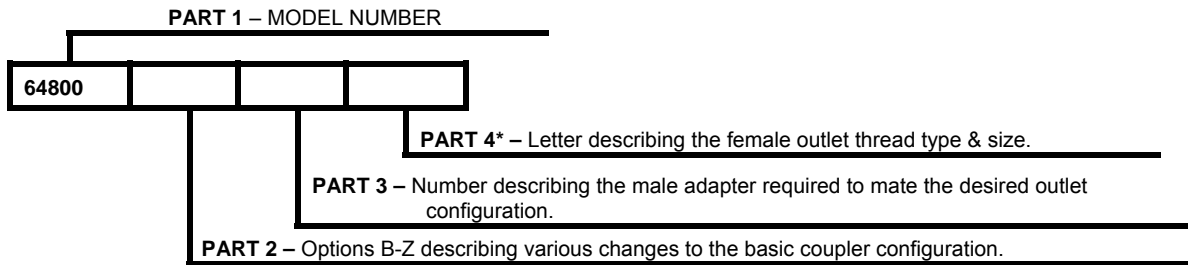 PART 1 – MODEL NUMBER
64800
PART 4* – Letter describing the female outlet thread type & size.
PART 3 – Number describing the male adapter required to mate the desired outlet
configuration.
PART 2 – Options B-Z describing various changes to the basic coupler configuration.